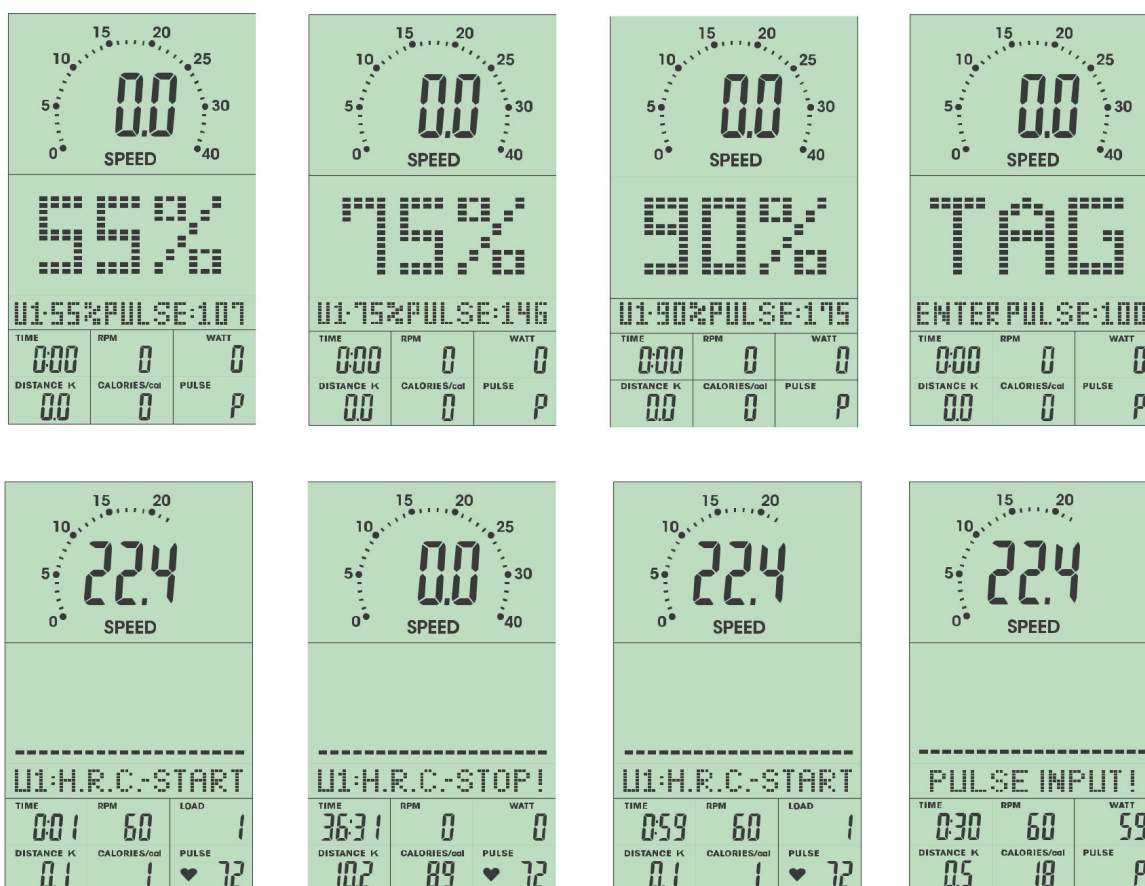 15 20
10 25
5 0.0 30
0 SPEED 40
55%
U1·55%PULSE:107
TIME RPM WATT
0:00 0 0
DISTANCE K CALORIES/cal PULSE
0.0 0 P
15 20
10 25
5 0.0 30
0 SPEED 40
75%
U1·75%PULSE:146
TIME RPM WATT
0:00 0 0
DISTANCE K CALORIES/cal PULSE
0.0 0 P
15 20
10 25
5 0.0 30
0 SPEED 40
90%
U1·90%PULSE:175
TIME RPM WATT
0:00 0 0
DISTANCE K CALORIES/cal PULSE
0.0 0 P
15 20
10 25
5 0.0 30
0 SPEED 40
TAG
ENTER PULSE:100
TIME RPM WATT
0:00 0 0
DISTANCE K CALORIES/cal PULSE
0.0 0 P
15 20
10
5 22.4
0 SPEED
U1:H.R.C.-START
TIME RPM LOAD
0:01 60 1
DISTANCE K CALORIES/cal PULSE
0.1 1 ♥ 72
15 20
10 25
5 0.0 30
0 SPEED 40
U1:H.R.C.-STOP!
TIME RPM WATT
36:31 0 0
DISTANCE K CALORIES/cal PULSE
10.2 89 ♥ 72
15 20
10
5 22.4
0 SPEED
U1:H.R.C.-START
TIME RPM LOAD
0:59 60 1
DISTANCE K CALORIES/cal PULSE
0.1 1 ♥ 72
15 20
10
5 22.4
0 SPEED
PULSE INPUT!
TIME RPM WATT
0:30 60 59
DISTANCE K CALORIES/cal PULSE
0.5 18 P